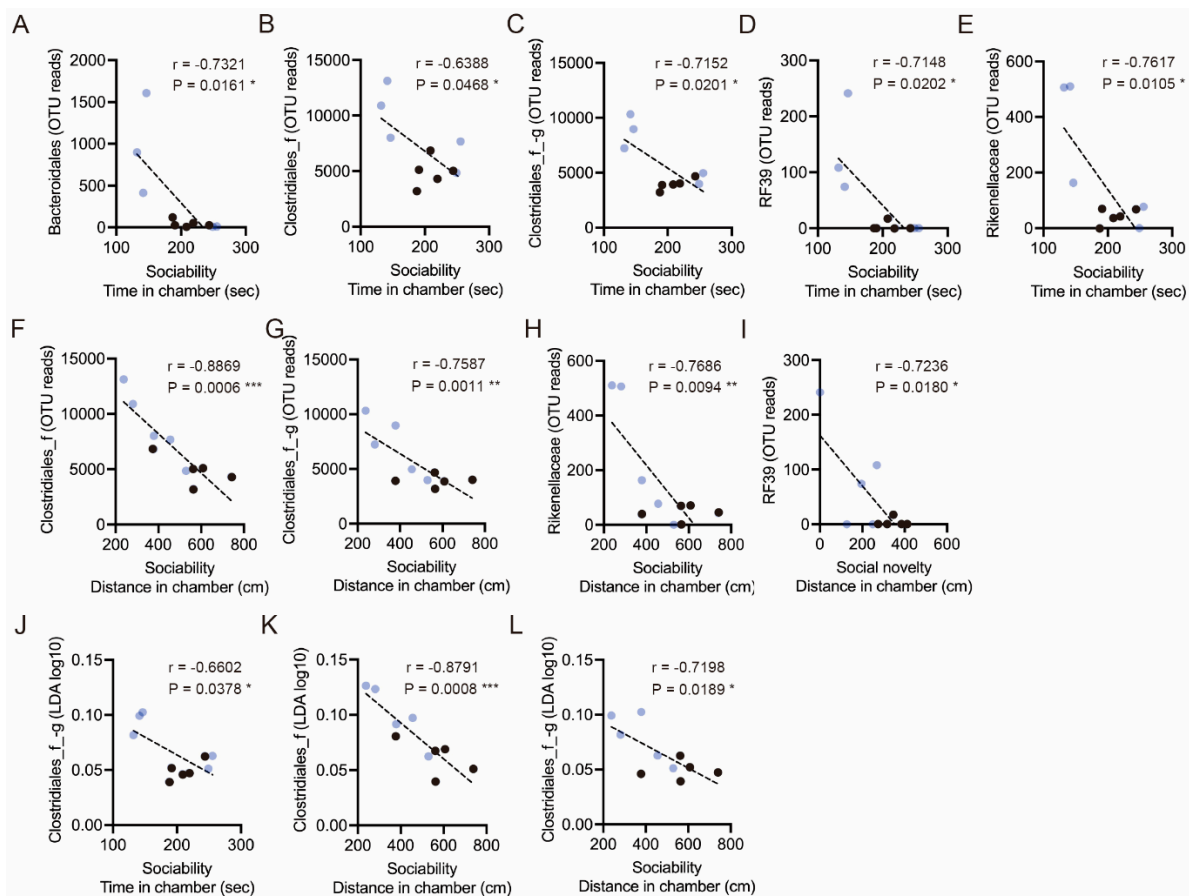 A
Bacteroidales (OTU reads)
2000
1500
1000
500
0
r = -0.7321
P = 0.0161 *
100 200 300
Sociability
Time in chamber (sec)
B
Clostridiales_f (OTU reads)
15000
10000
5000
0
r = -0.6388
P = 0.0468 *
100 200 300
Sociability
Time in chamber (sec)
C
Clostridiales_f_-g (OTU reads)
15000
10000
5000
0
r = -0.7152
P = 0.0201 *
100 200 300
Sociability
Time in chamber (sec)
D
RF39 (OTU reads)
300
200
100
0
r = -0.7148
P = 0.0202 *
100 200 300
Sociability
Time in chamber (sec)
E
Rikenellaceae (OTU reads)
600
400
200
0
r = -0.7617
P = 0.0105 *
100 200 300
Sociability
Time in chamber (sec)
F
Clostridiales_f (OTU reads)
15000
10000
5000
0
r = -0.8869
P = 0.0006 ***
200 400 600 800
Sociability
Distance in chamber (cm)
G
Clostridiales_f_-g (OTU reads)
15000
10000
5000
0
r = -0.7587
P = 0.0011 **
200 400 600 800
Sociability
Distance in chamber (cm)
H
Rikenellaceae (OTU reads)
600
400
200
0
r = -0.7686
P = 0.0094 **
200 400 600 800
Sociability
Distance in chamber (cm)
I
RF39 (OTU reads)
300
200
100
0
r = -0.7236
P = 0.0180 *
0 200 400 600
Social novelty
Distance in chamber (cm)
J
Clostridiales_f_-g (LDA log10)
0.15
0.10
0.05
0.00
r = -0.6602
P = 0.0378 *
100 200 300
Sociability
Time in chamber (sec)
K
Clostridiales_f (LDA log10)
0.15
0.10
0.05
0.00
r = -0.8791
P = 0.0008 ***
200 400 600 800
Sociability
Distance in chamber (cm)
L
Clostridiales_f_-g (LDA log10)
0.15
0.10
0.05
0.00
r = -0.7198
P = 0.0189 *
200 400 600 800
Sociability
Distance in chamber (cm)